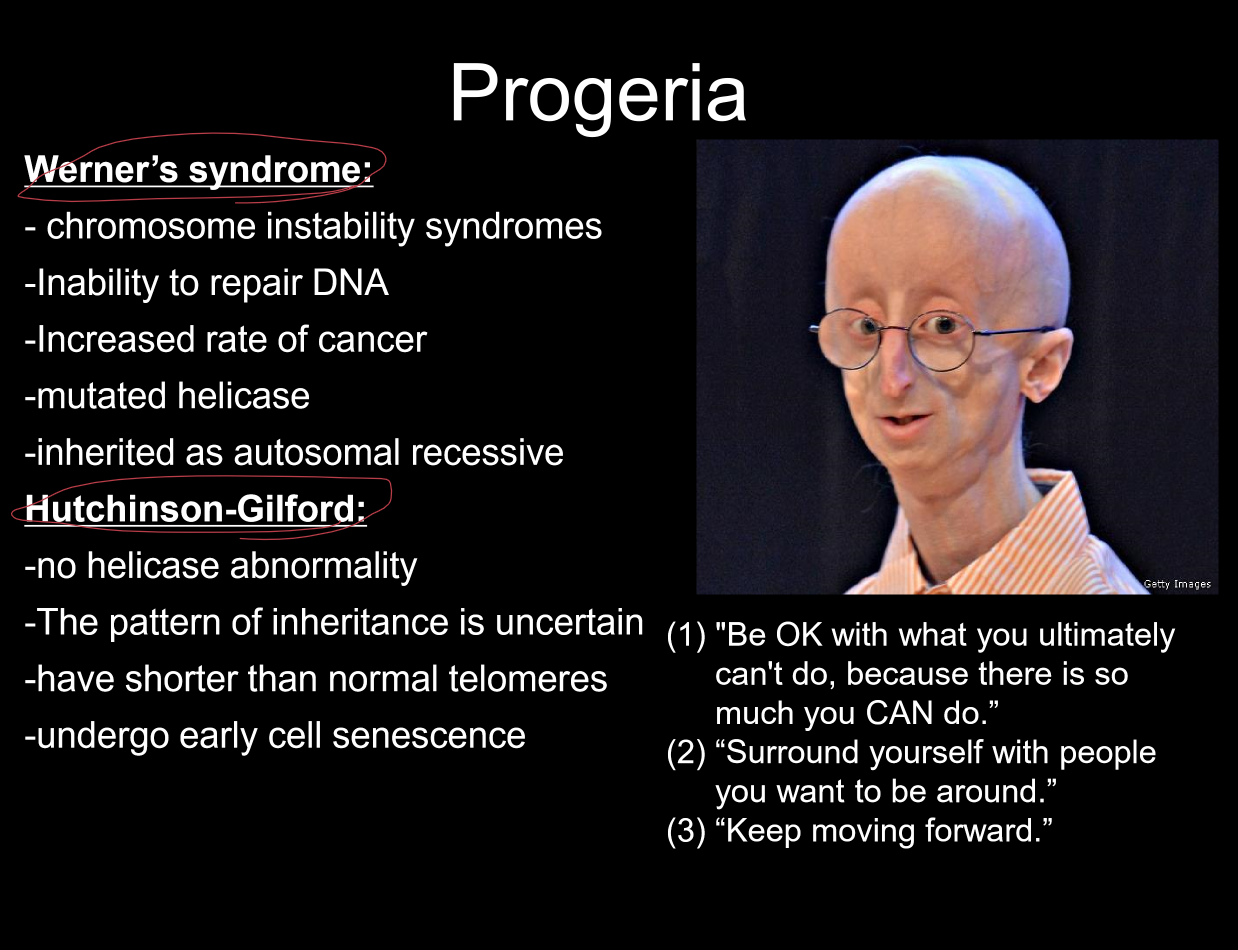 Progeria
Werner’s syndrome:
- chromosome instability syndromes
-Inability to repair DNA
-Increased rate of cancer
-mutated helicase
-inherited as autosomal recessive
Hutchinson-Gilford:
-no helicase abnormality
-The pattern of inheritance is uncertain
-have shorter than normal telomeres
-undergo early cell senescence
Getty Images
(1) "Be OK with what you ultimately
can't do, because there is so
much you CAN do.”
(2) “Surround yourself with people
you want to be around.”
(3) “Keep moving forward.”